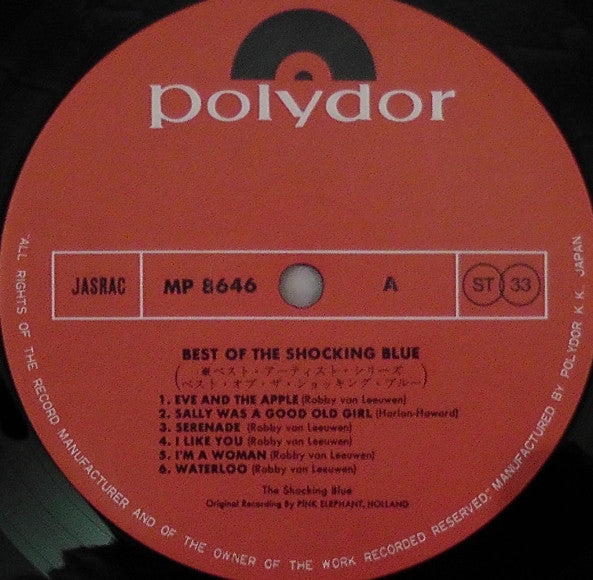 polydor
JASRAC
MP 8646
A
ST 33
BEST OF THE SHOCKING BLUE
(※ベスト・アーティスト・シリーズ
ベスト・オブ・ザ・ショッキング・ブルー)
1. EVE AND THE APPLE (Robby van Leeuwen)
2. SALLY WAS A GOOD OLD GIRL (Harlan-Howard)
3. SERENADE (Robby van Leeuwen)
4. I LIKE YOU (Robby van Leeuwen)
5. I'M A WOMAN (Robby van Leeuwen)
6. WATERLOO (Robby van Leeuwen)
The Shocking Blue
Original Recording By PINK ELEPHANT, HOLLAND
"ALL RIGHTS OF THE RECORD MANUFACTURER AND OF THE OWNER OF THE WORK RECORDED RESERVED" MANUFACTURED BY POLYDOR K.K. JAPAN